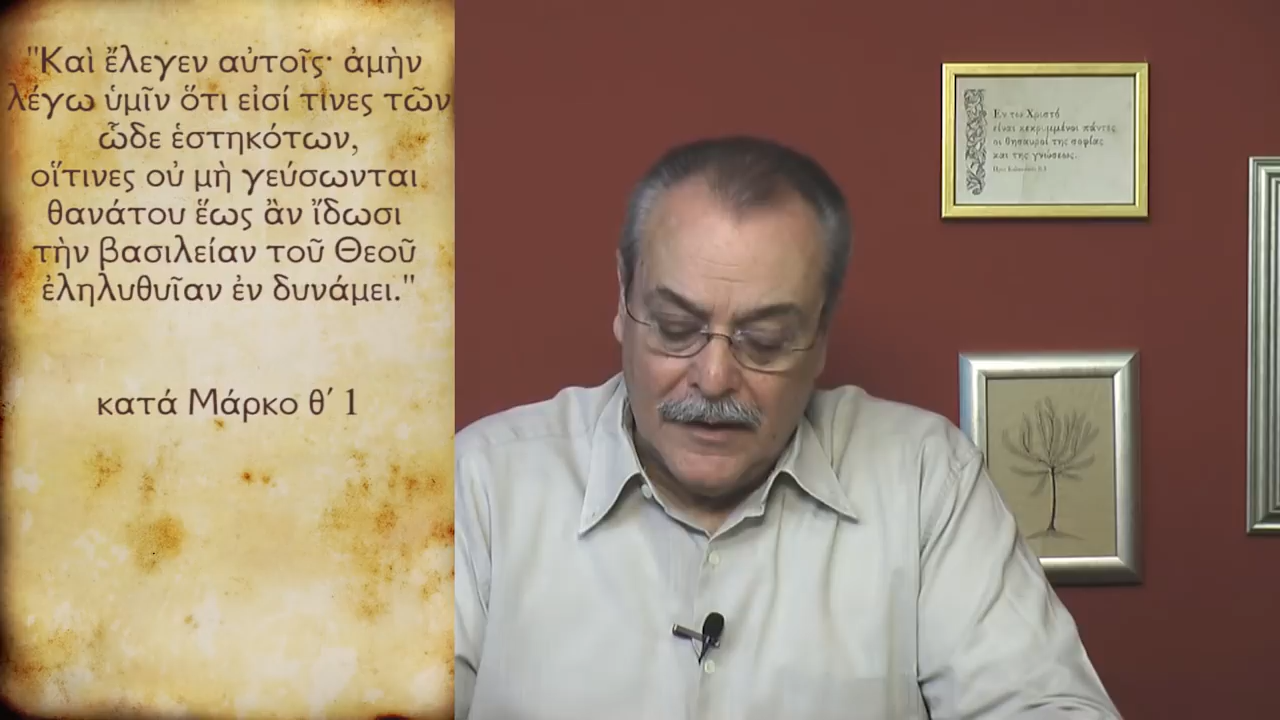 "Καὶ ἔλεγεν αὐτοῖς· ἀμὴν
λέγω ὑμῖν ὅτι εἰσί τινες τῶν
ὧδε ἑστηκότων,
οἵτινες οὐ μὴ γεύσωνται
θανάτου ἕως ἂν ἴδωσι
τὴν βασιλείαν τοῦ Θεοῦ
ἐληλυθυῖαν ἐν δυνάμει."
κατά Μάρκο θ΄ 1
Εν τω Χριστό
είναι κεκρυμμένοι πάντες
οι θησαυροί της σοφίας
και της γνώσεως.